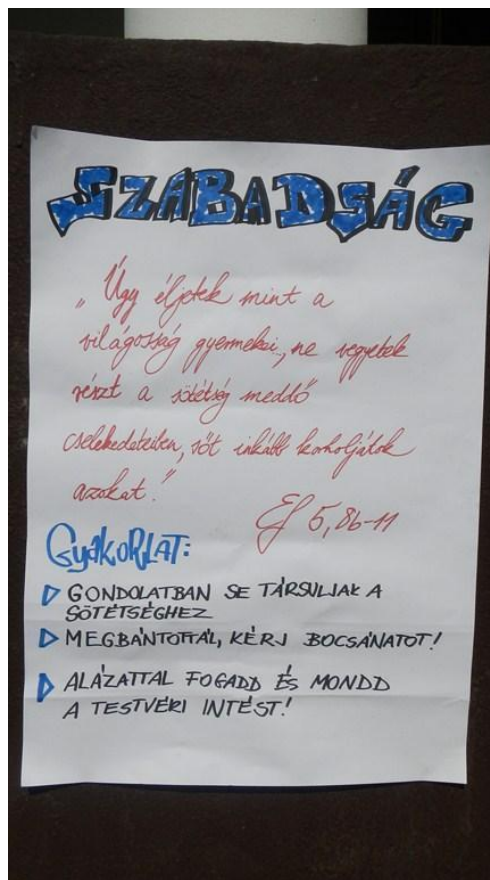 SZABADSÁG
„Úgy éljetek mint a
világosság gyermekei, ne vegyetek
részt a sötétség meddő
cselekedeteiben, sőt inkább korholjátok
azokat."
Ef 5,8b-11
GYAKORLAT:
GONDOLATBAN SE TÁRSULJAK A
SÖTÉTSÉGHEZ
MEGBÁNTOTTÁL, KÉRJ BOCSÁNATOT!
ALÁZATTAL FOGADD ÉS MONDD
A TESTVÉRI INTÉST!